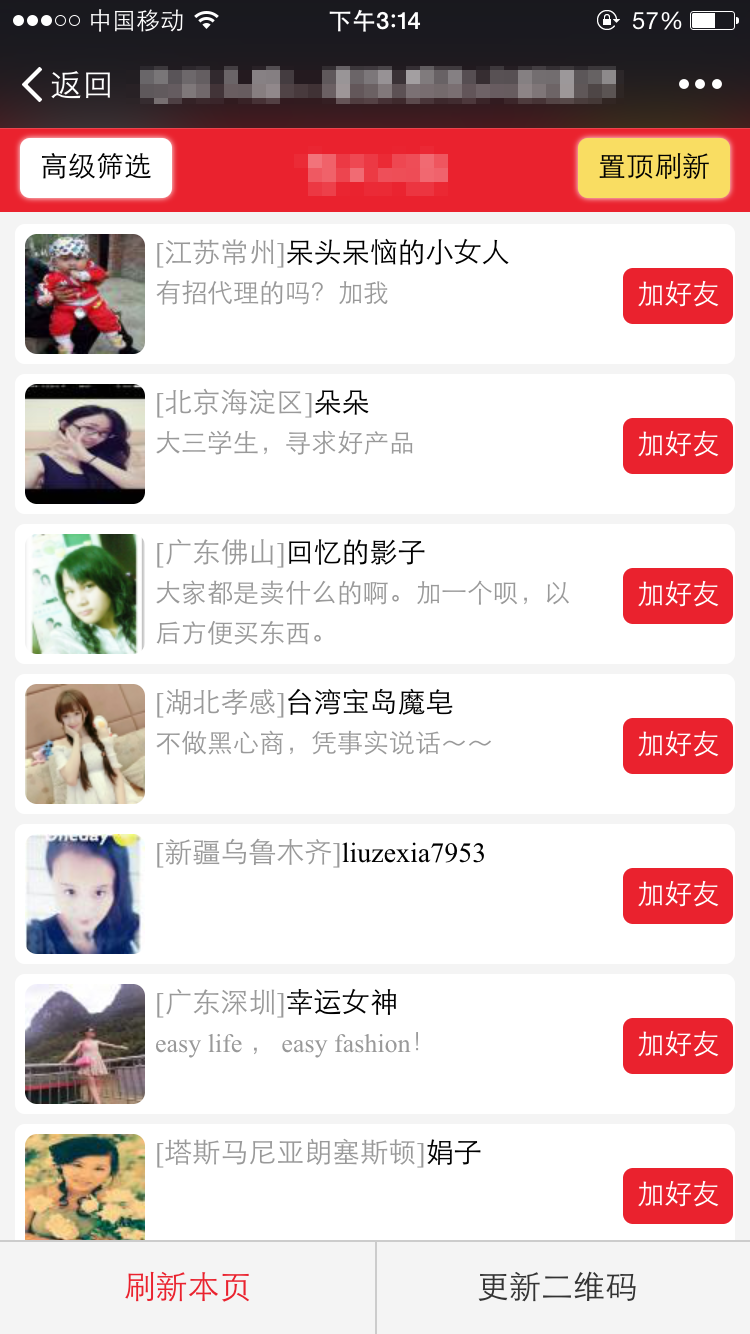 中国移动 下午3:14 57%
返回
高级筛选 置顶刷新
[江苏常州]呆头呆恼的小女人
有招代理的吗？加我
加好友
[北京海淀区]朵朵
大三学生，寻求好产品
加好友
[广东佛山]回忆的影子
大家都是卖什么的啊。加一个呗，以
后方便买东西。
加好友
[湖北孝感]台湾宝岛魔皂
不做黑心商，凭事实说话～～
加好友
[新疆乌鲁木齐]liuzexia7953
加好友
[广东深圳]幸运女神
easy life ， easy fashion！
加好友
[塔斯马尼亚朗塞斯顿]娟子
加好友
刷新本页 更新二维码